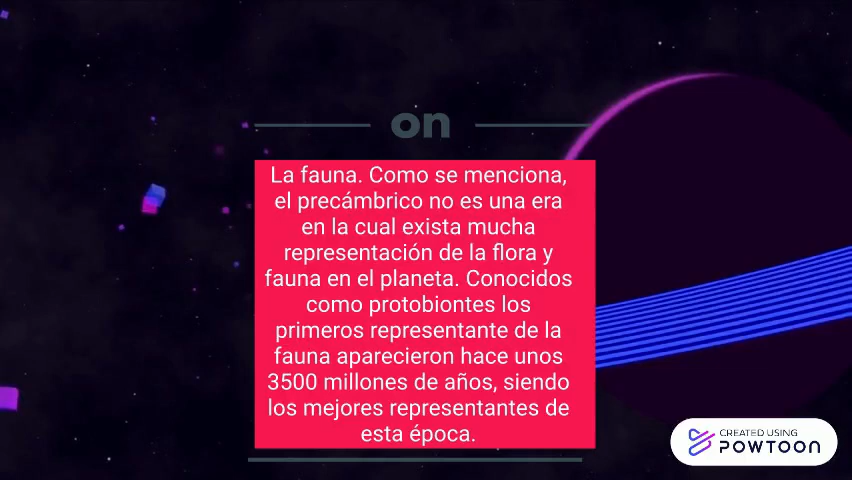 on
La fauna. Como se menciona,
el precámbrico no es una era
en la cual exista mucha
representación de la flora y
fauna en el planeta. Conocidos
como protobiontes los
primeros representante de la
fauna aparecieron hace unos
3500 millones de años, siendo
los mejores representantes de
esta época.
CREATED USING
POWTOON